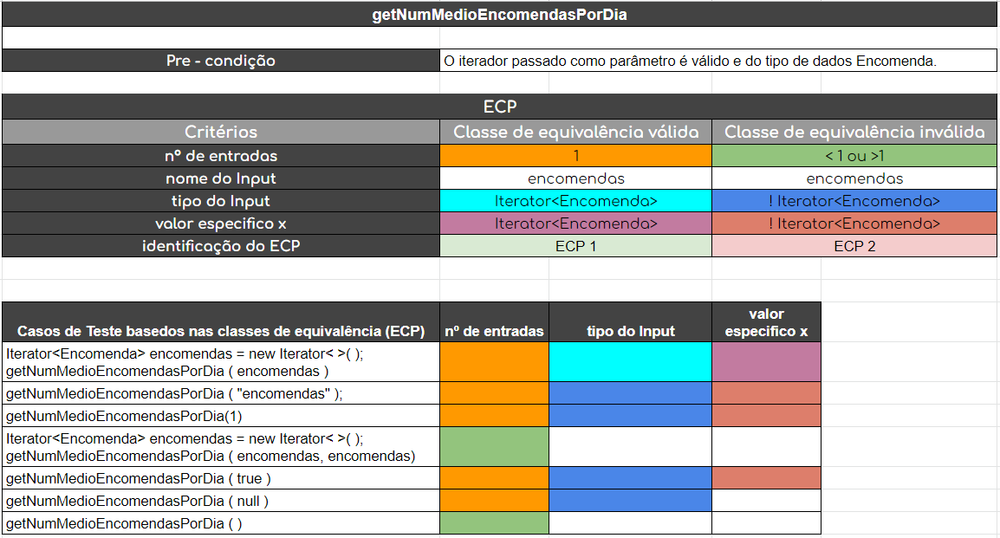 getNumMedioEncomendasPorDia
Pre - condição O iterador passado como parâmetro é válido e do tipo de dados Encomenda.
ECP
Critérios Classe de equivalência válida Classe de equivalência inválida
nº de entradas 1 < 1 ou >1
nome do Input encomendas encomendas
tipo do Input Iterator<Encomenda> ! Iterator<Encomenda>
valor especifico x Iterator<Encomenda> ! Iterator<Encomenda>
identificação do ECP ECP 1 ECP 2
Casos de Teste basedos nas classes de equivalência (ECP) nº de entradas tipo do Input valor
especifico x
Iterator<Encomenda> encomendas = new Iterator< >( );
getNumMedioEncomendasPorDia ( encomendas )
getNumMedioEncomendasPorDia ( "encomendas" );
getNumMedioEncomendasPorDia(1)
Iterator<Encomenda> encomendas = new Iterator< >( );
getNumMedioEncomendasPorDia ( encomendas, encomendas)
getNumMedioEncomendasPorDia ( true )
getNumMedioEncomendasPorDia ( null )
getNumMedioEncomendasPorDia ( )